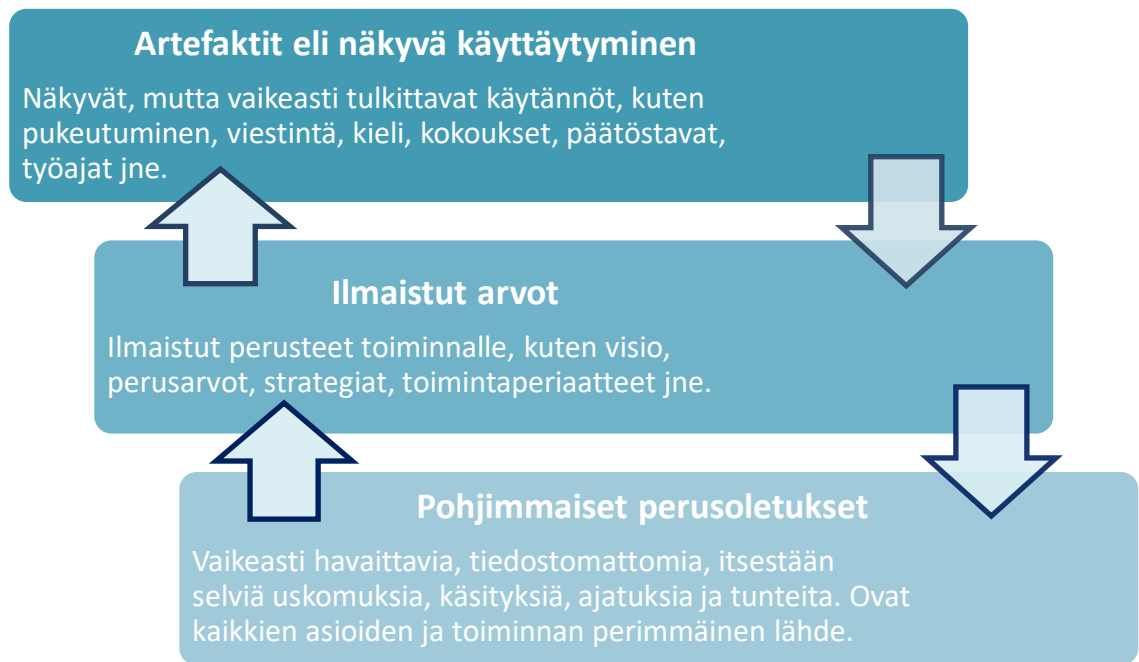 Artefaktit eli näkyvä käyttäytyminen
Näkyvät, mutta vaikeasti tulkittavat käytännöt, kuten
pukeutuminen, viestintä, kieli, kokoukset, päätöstavat,
työajat jne.
Ilmaistut arvot
Ilmaistut perusteet toiminnalle, kuten visio,
perusarvot, strategiat, toimintaperiaatteet jne.
Pohjimmaiset perusoletukset
Vaikeasti havaittavia, tiedostomattomia, itsestään
selviä uskomuksia, käsityksiä, ajatuksia ja tunteita. Ovat
kaikkien asioiden ja toiminnan perimmäinen lähde.